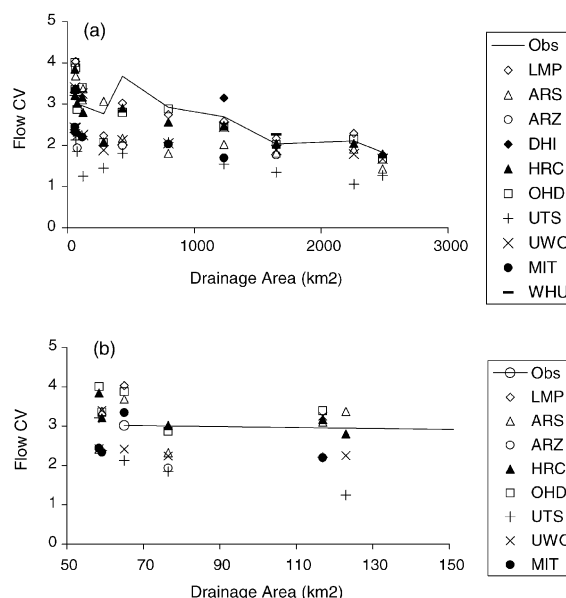 (a)
5
4
3
2
1
0
Flow CV
0
1000
2000
3000
Drainage Area (km2)
Obs
LMP
ARS
ARZ
DHI
HRC
OHD
UTS
UWO
MIT
WHU
(b)
5
4
3
2
1
0
Flow CV
50
70
90
110
130
150
Drainage Area (km2)
Obs
LMP
ARS
ARZ
HRC
OHD
UTS
UWO
MIT